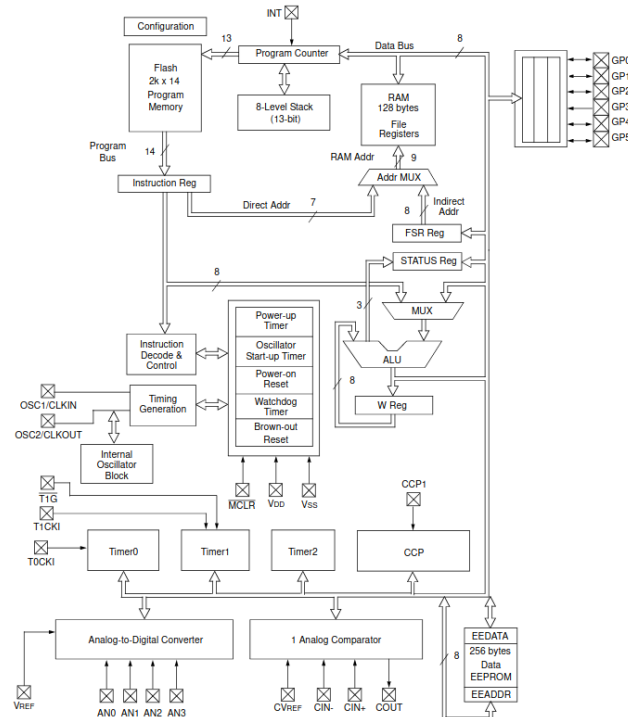 INT
Configuration
13
Program Counter
Data Bus
8
Flash
2k x 14
Program
Memory
8-Level Stack
(13-bit)
RAM
128 bytes
File
Registers
GP0
GP1
GP2
GP3
GP4
GP5
Program
Bus
14
RAM Addr
9
Addr MUX
Instruction Reg
Direct Addr
7
8
Indirect
Addr
FSR Reg
STATUS Reg
8
3
MUX
Power-up
Timer
Oscillator
Start-up Timer
Power-on
Reset
Watchdog
Timer
Brown-out
Reset
Instruction
Decode &
Control
ALU
8
W Reg
OSC1/CLKIN
OSC2/CLKOUT
Timing
Generation
Internal
Oscillator
Block
MCLR
VDD
VSS
T1G
T1CKI
T0CKI
CCP1
Timer0
Timer1
Timer2
CCP
Analog-to-Digital Converter
1 Analog Comparator
8
EEDATA
256 bytes
Data
EEPROM
EEADDR
VREF
AN0
AN1
AN2
AN3
CVREF
CIN-
CIN+
COUT